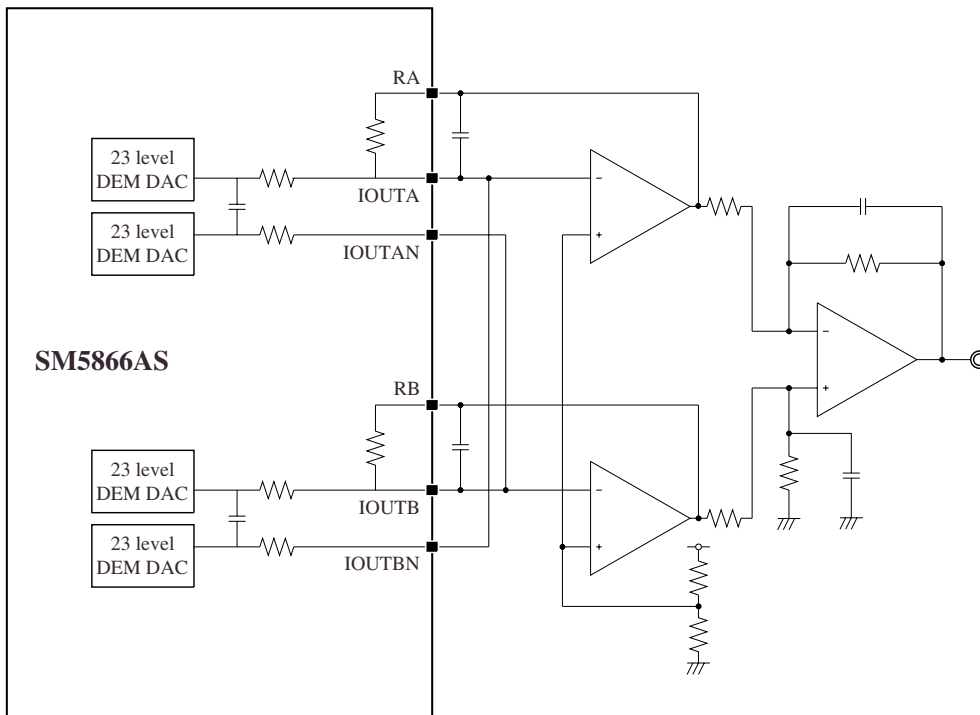 RA
23 level
DEM DAC
IOUTA
23 level
DEM DAC
IOUTAN
SM5866AS
RB
23 level
DEM DAC
IOUTB
23 level
DEM DAC
IOUTBN
−
+
−
+
−
+